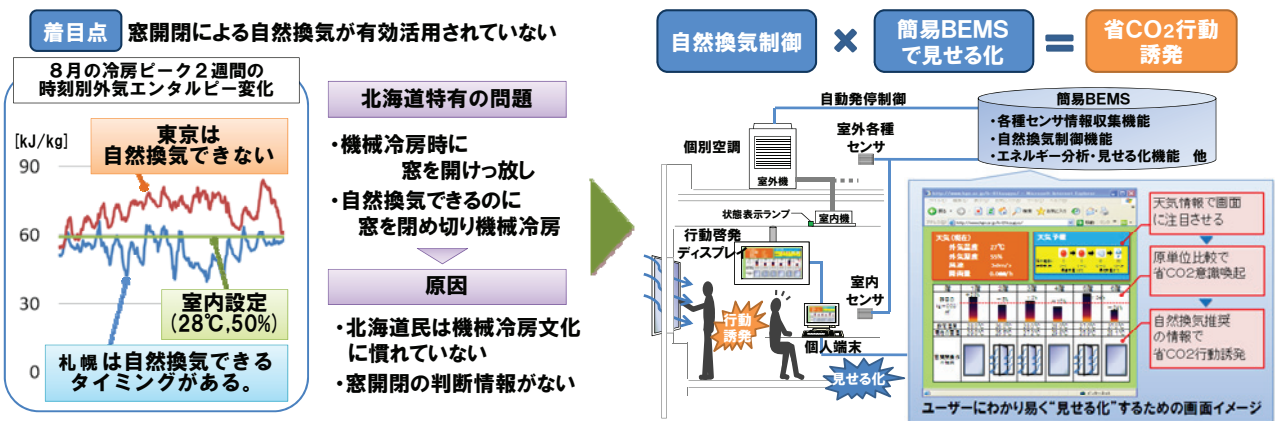 着目点 窓開閉による自然換気が有効活用されていない
8月の冷房ピーク2週間の
時刻別外気エンタルピー変化
[kJ/kg]
90
60
30
0
東京は
自然換気できない
室内設定
(28℃,50%)
札幌は自然換気できる
タイミングがある。
北海道特有の問題
・機械冷房時に
窓を開けっ放し
・自然換気できるのに
窓を閉め切り機械冷房
原因
・北海道民は機械冷房文化
に慣れていない
・窓開閉の判断情報がない
自然換気制御 × 簡易BEMS
で見せる化 = 省CO2行動
誘発
自動発停制御
簡易BEMS
・各種センサ情報収集機能
・自然換気制御機能
・エネルギー分析・見せる化機能 他
個別空調
室外機
室外各種
センサ
状態表示ランプ
室内機
行動啓発
ディスプレイ
室内
センサ
行動
誘発
個人端末
見せる化
天気(現在)
外気温度 27℃
外気湿度 55%
天気予報
天気情報で画面
に注目させる
原単位比較で
省CO2意識喚起
自然換気推奨
の情報で
省CO2行動誘発
ユーザーにわかり易く“見せる化”するための画面イメージ